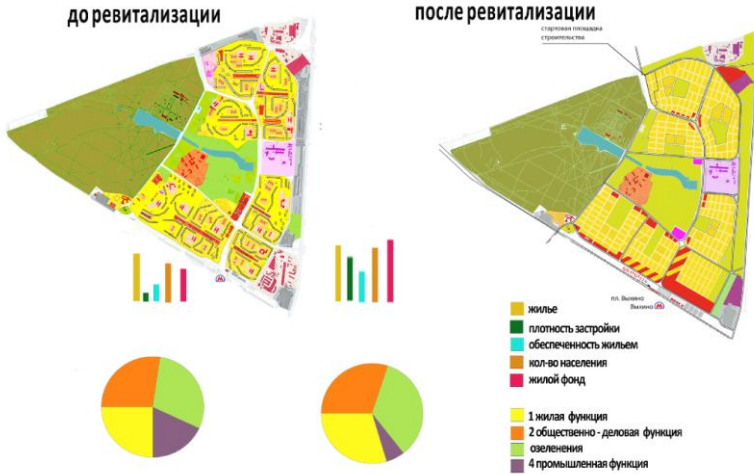 до ревитализации
после ревитализации
стартовая площадка
строительства
пл. Выхино
Выхино
жилье
плотность застройки
обеспеченность жильем
кол-во населения
жилой фонд
1 жилая функция
2 общественно - деловая функция
озеленения
4 промышленная функция